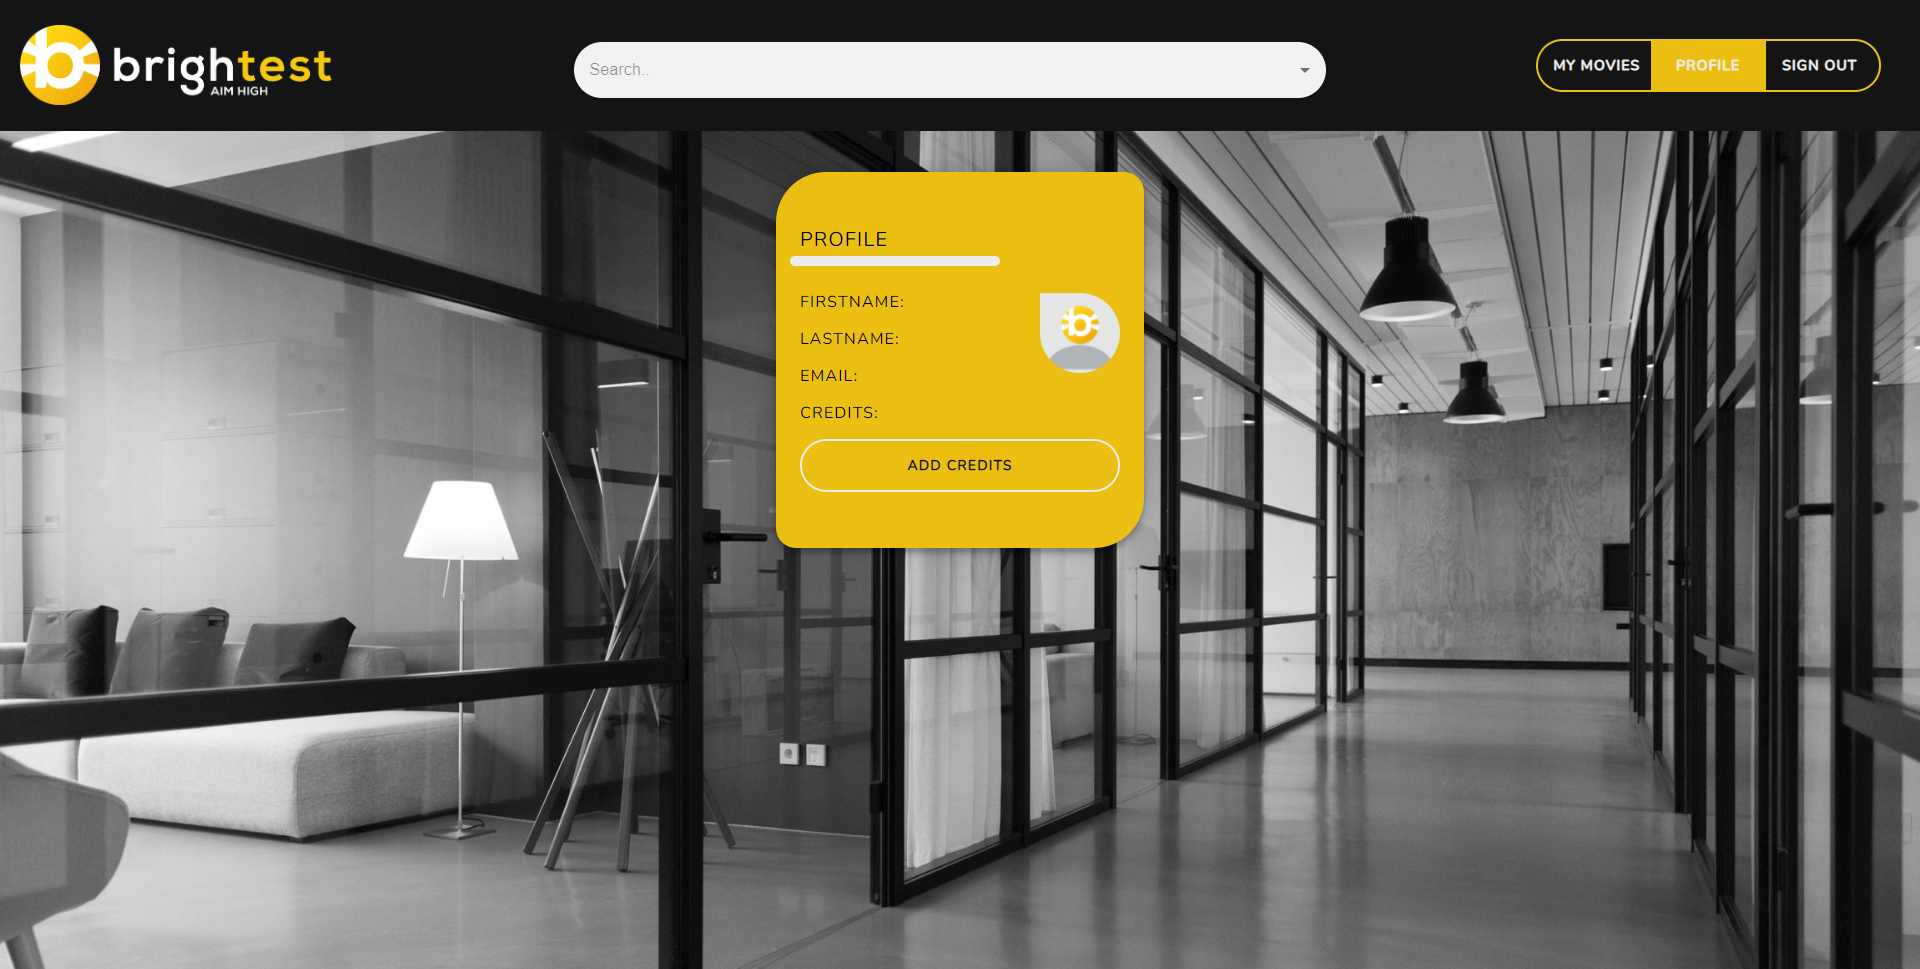 brightest
AIM HIGH
Search..
MY MOVIES
PROFILE
SIGN OUT
PROFILE
FIRSTNAME:
LASTNAME:
EMAIL:
CREDITS:
ADD CREDITS